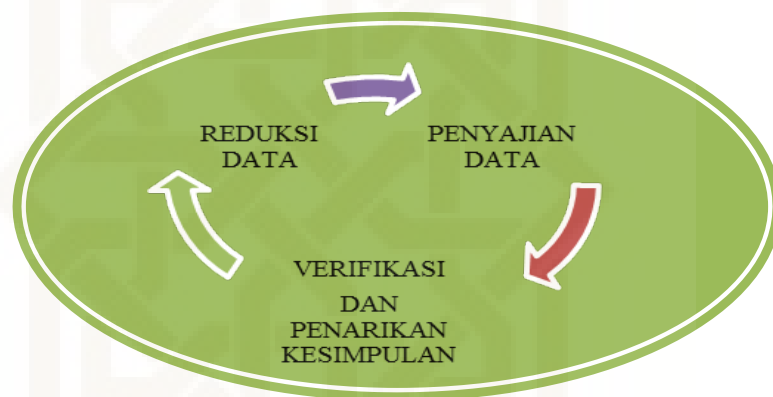 REDUKSI
DATA
PENYAJIAN
DATA
VERIFIKASI
DAN
PENARIKAN
KESIMPULAN